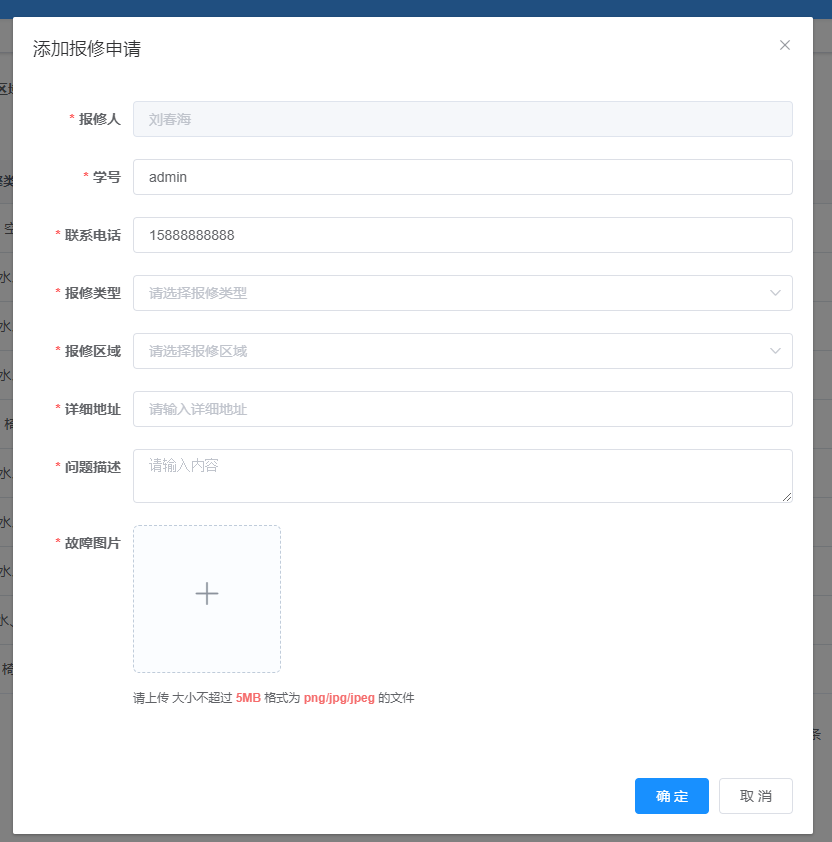 添加报修申请
* 报修人 刘春海
* 学号 admin
* 联系电话 15888888888
* 报修类型 请选择报修类型
* 报修区域 请选择报修区域
* 详细地址 请输入详细地址
* 问题描述 请输入内容
* 故障图片
请上传 大小不超过 5MB 格式为 png/jpg/jpeg 的文件
条
确 定 取 消